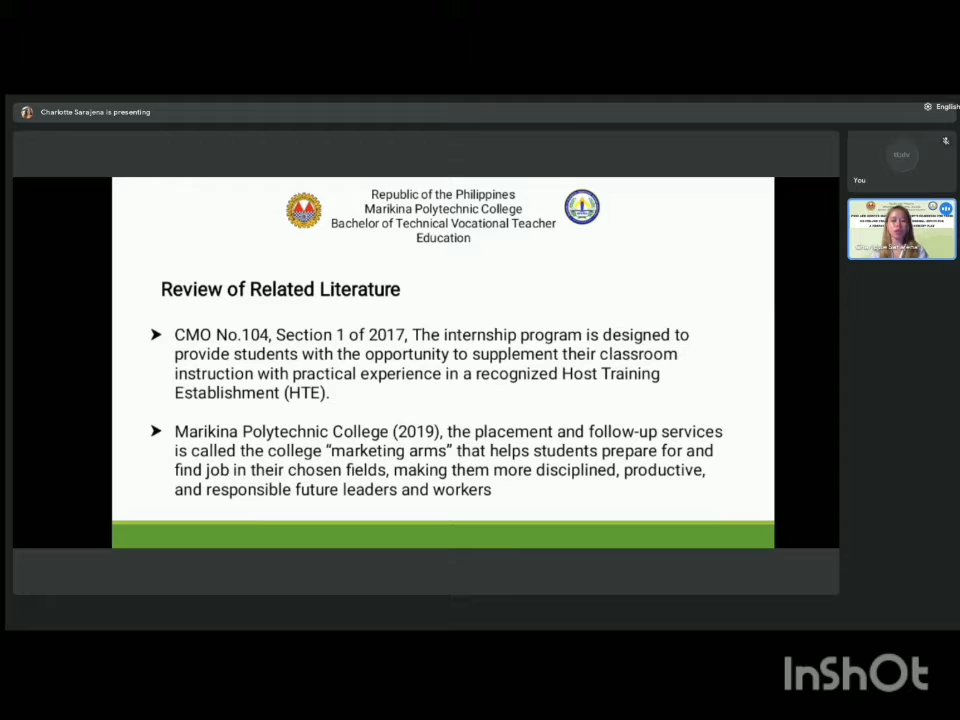 Charlotte Sarajena is presenting
English
You
Charlotte Sarajena
Republic of the Philippines
Marikina Polytechnic College
Bachelor of Technical Vocational Teacher
Education
Review of Related Literature
➤ CMO No.104, Section 1 of 2017, The internship program is designed to
provide students with the opportunity to supplement their classroom
instruction with practical experience in a recognized Host Training
Establishment (HTE).
➤ Marikina Polytechnic College (2019), the placement and follow-up services
is called the college “marketing arms” that helps students prepare for and
find job in their chosen fields, making them more disciplined, productive,
and responsible future leaders and workers
InShOt